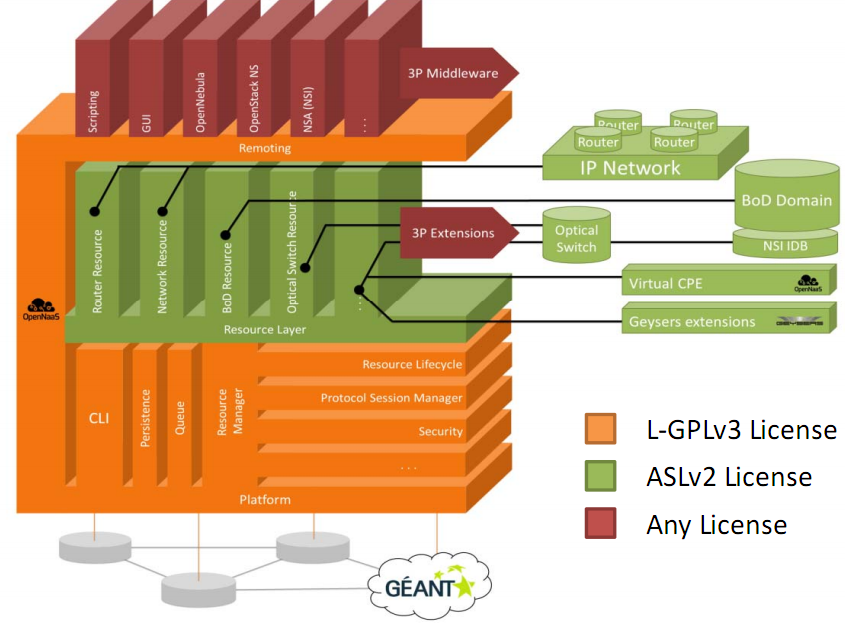 Scripting
GUI
OpenNebula
OpenStack NS
NSA (NSI)
. . .
3P Middleware
Remoting
Router
Router
Router
Router
IP Network
BoD Domain
NSI IDB
Optical
Switch
3P Extensions
Router Resource
Network Resource
BoD Resource
Optical Switch Resource
. . .
Virtual CPE
OpenNaaS
Geysers extensions
GEYSERS
OpenNaaS
Resource Layer
CLI
Persistence
Queue
Resource
Manager
Resource Lifecycle
Protocol Session Manager
Security
. . .
Platform
L-GPLv3 License
ASLv2 License
Any License
GÉANT